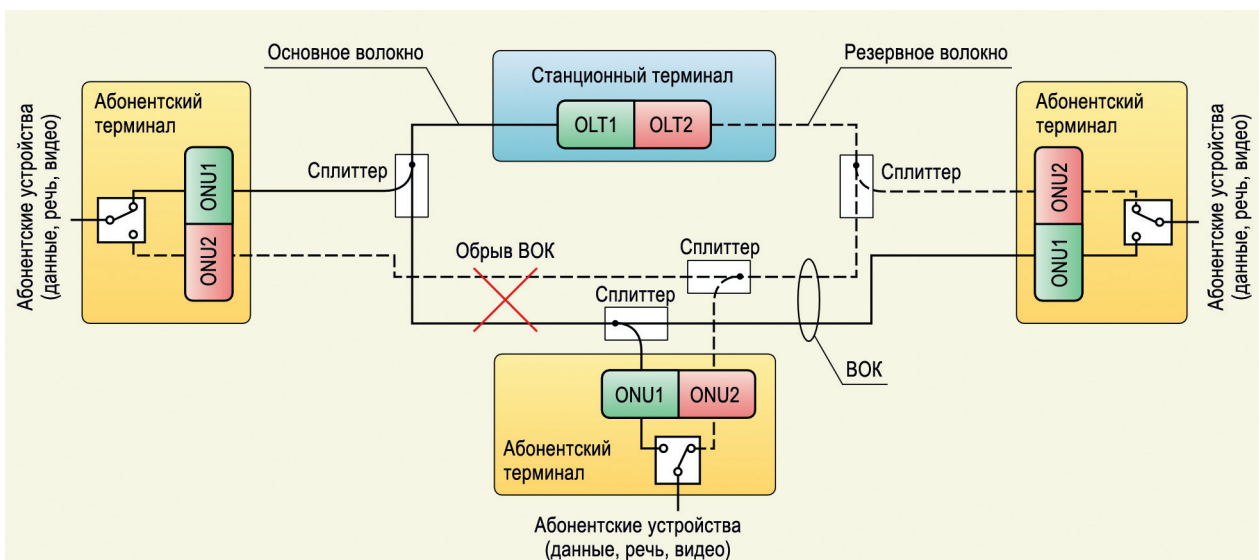 Основное волокно
Станционный терминал
Резервное волокно
OLT1
OLT2
Абонентский
терминал
Абонентские устройства
(данные, речь, видео)
ONU1
ONU2
Сплиттер
Сплиттер
Абонентский
терминал
ONU2
ONU1
Абонентские устройства
(данные, речь, видео)
Обрыв ВОК
Сплиттер
Сплиттер
ВОК
ONU1
ONU2
Абонентский
терминал
Абонентские устройства
(данные, речь, видео)